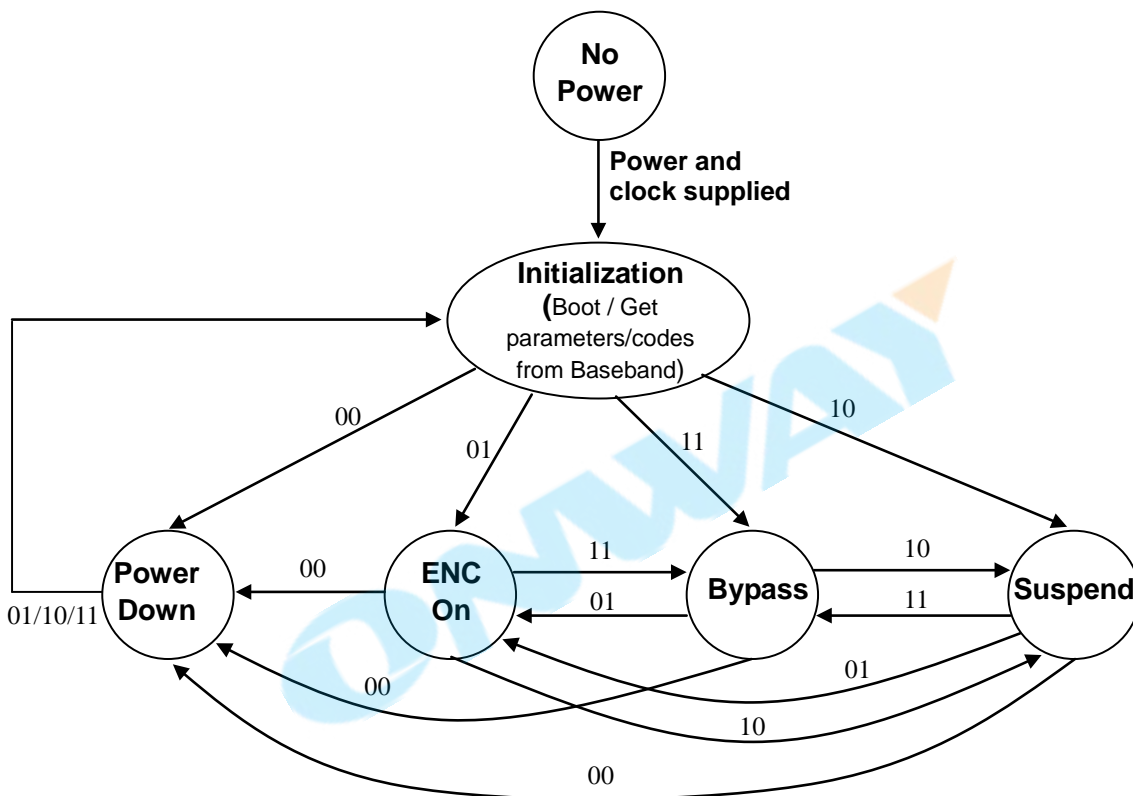 No
Power
Power and
clock supplied
Initialization
(Boot / Get
parameters/codes
from Baseband)
00
01
11
10
Power
Down
00
ENC
On
11
01
Bypass
10
11
Suspend
01/10/11
00
01
10
00
ONWAY